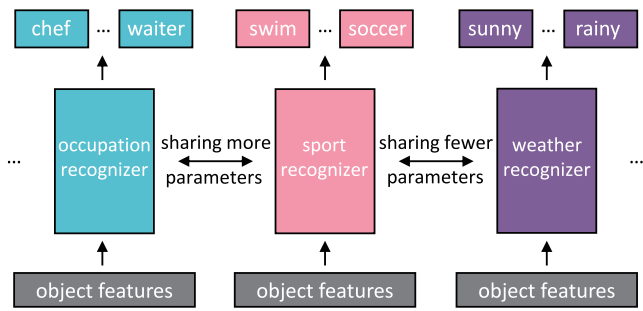 chef ... waiter swim ... soccer sunny ... rainy
occupation recognizer
sharing more parameters
sport recognizer
sharing fewer parameters
weather recognizer
... ...
object features object features object features